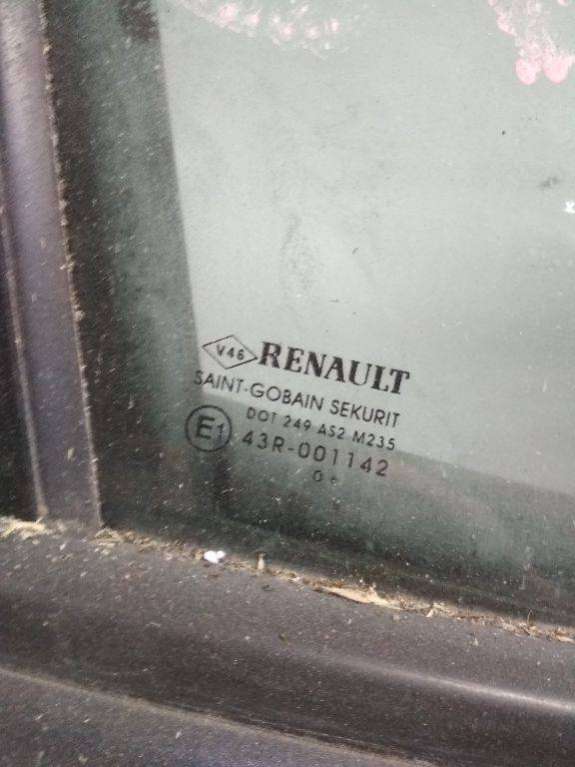 V46 RENAULT
SAINT-GOBAIN SEKURIT
DOT 249 AS2 M235
E1 43R-001142